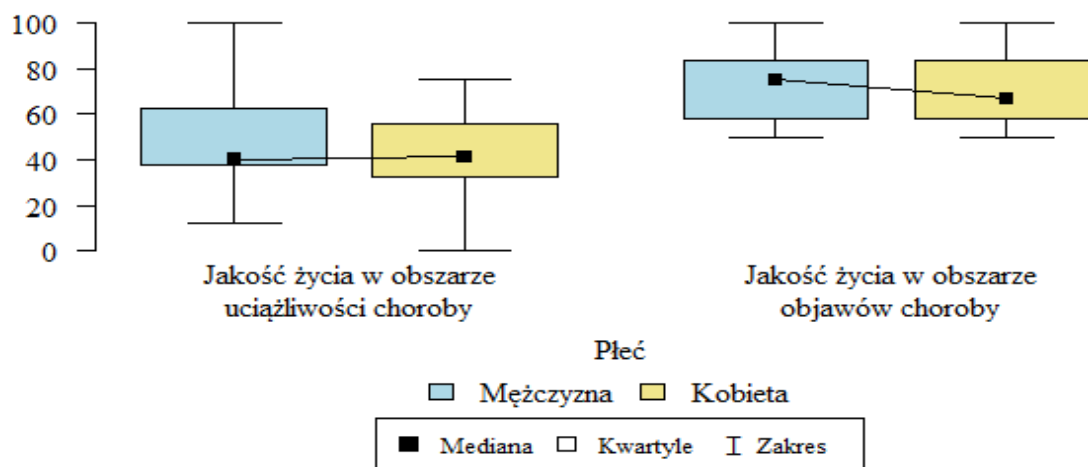 100
80
60
40
20
0
Jakość życia w obszarze
uciążliwości choroby
Jakość życia w obszarze
objawów choroby
Płeć
Mężczyzna Kobieta
Mediana Kwartyle Zakres